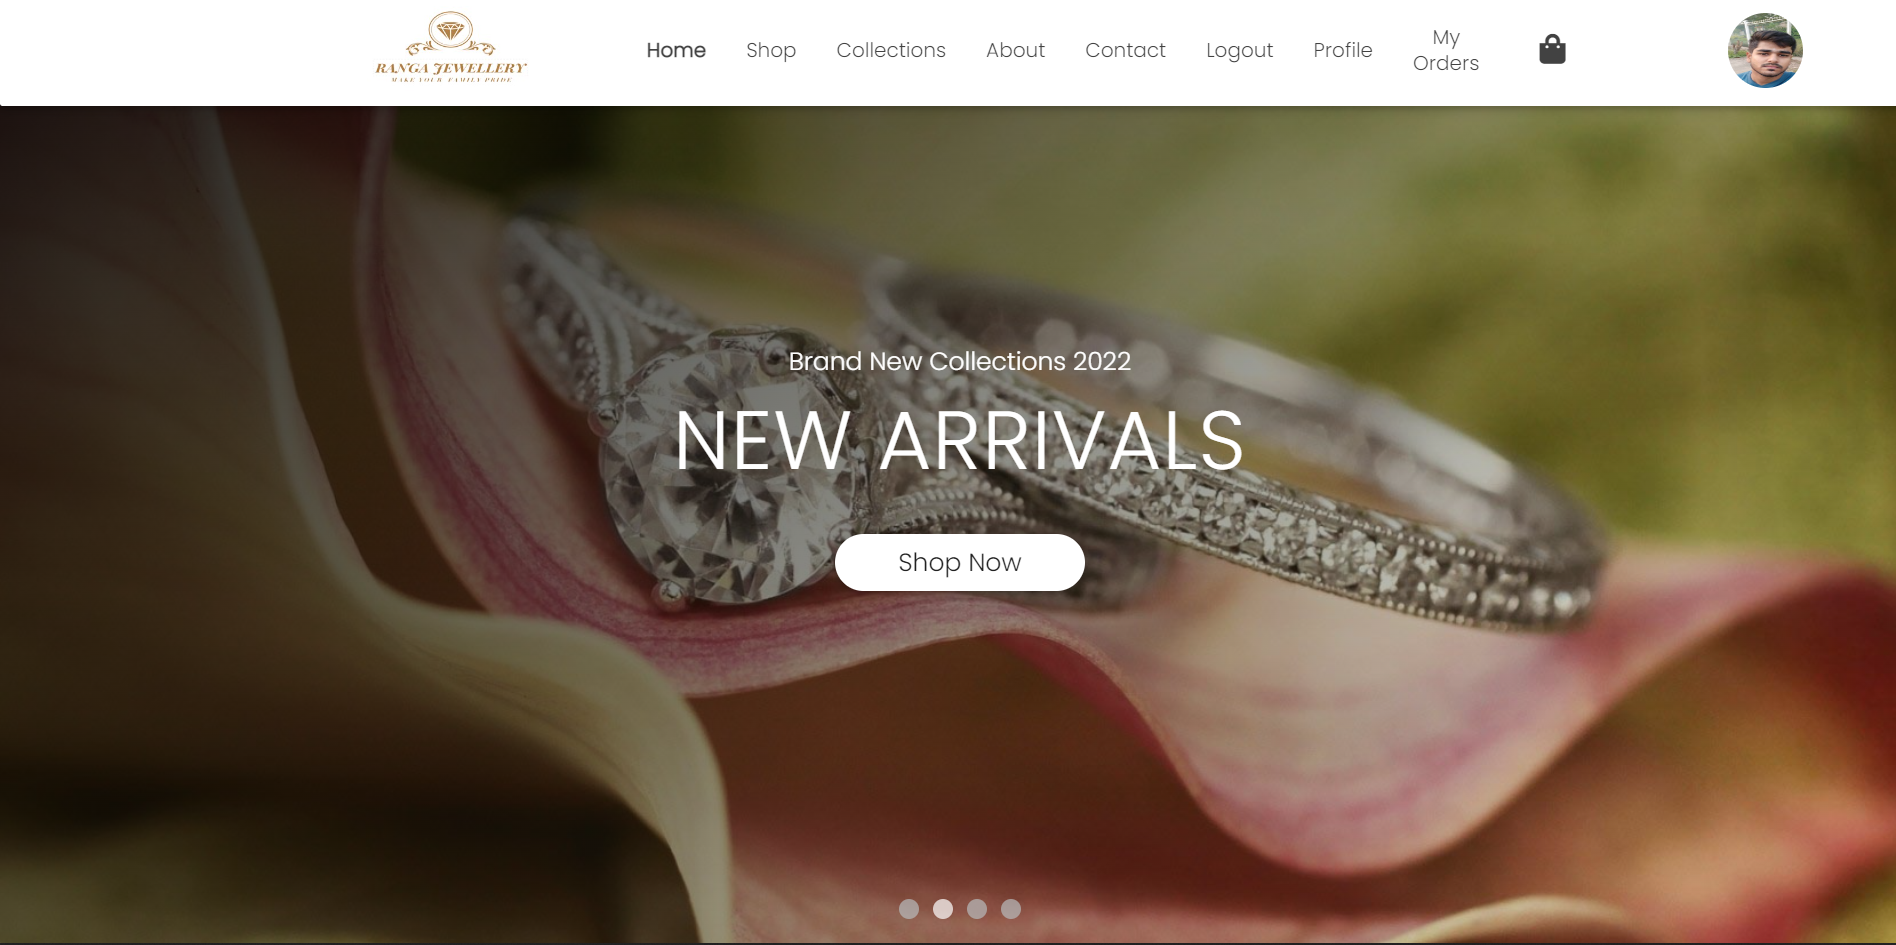 RANGA JEWELLERY
MAKE YOUR FAMILY PRIDE
Home
Shop
Collections
About
Contact
Logout
Profile
My
Orders
Brand New Collections 2022
NEW ARRIVALS
Shop Now